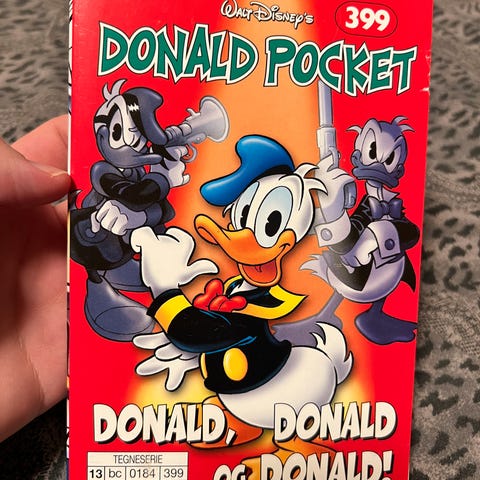 Walt Disney's
399
DONALD POCKET
DONALD, DONALD
OG DONALD!
TEGNESERIE
13 bc 0184 399